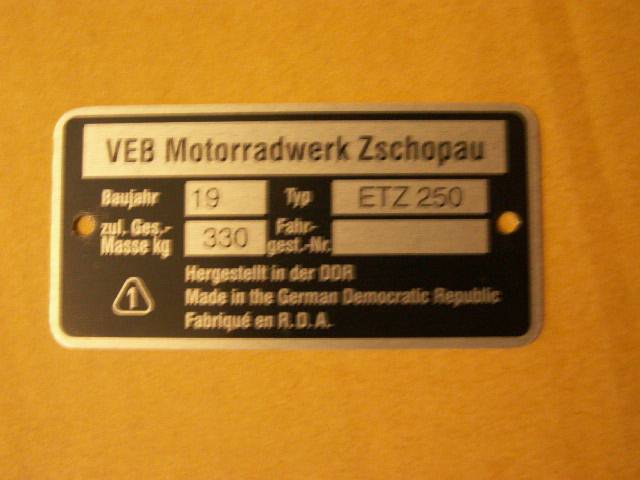 VEB Motorradwerk Zschopau
Baujahr 19 Typ ETZ 250
zul. Ges.- Masse kg 330 Fahr- gest.-Nr.
1
Hergestellt in der DDR
Made in the German Democratic Republic
Fabriqué en R.D.A.